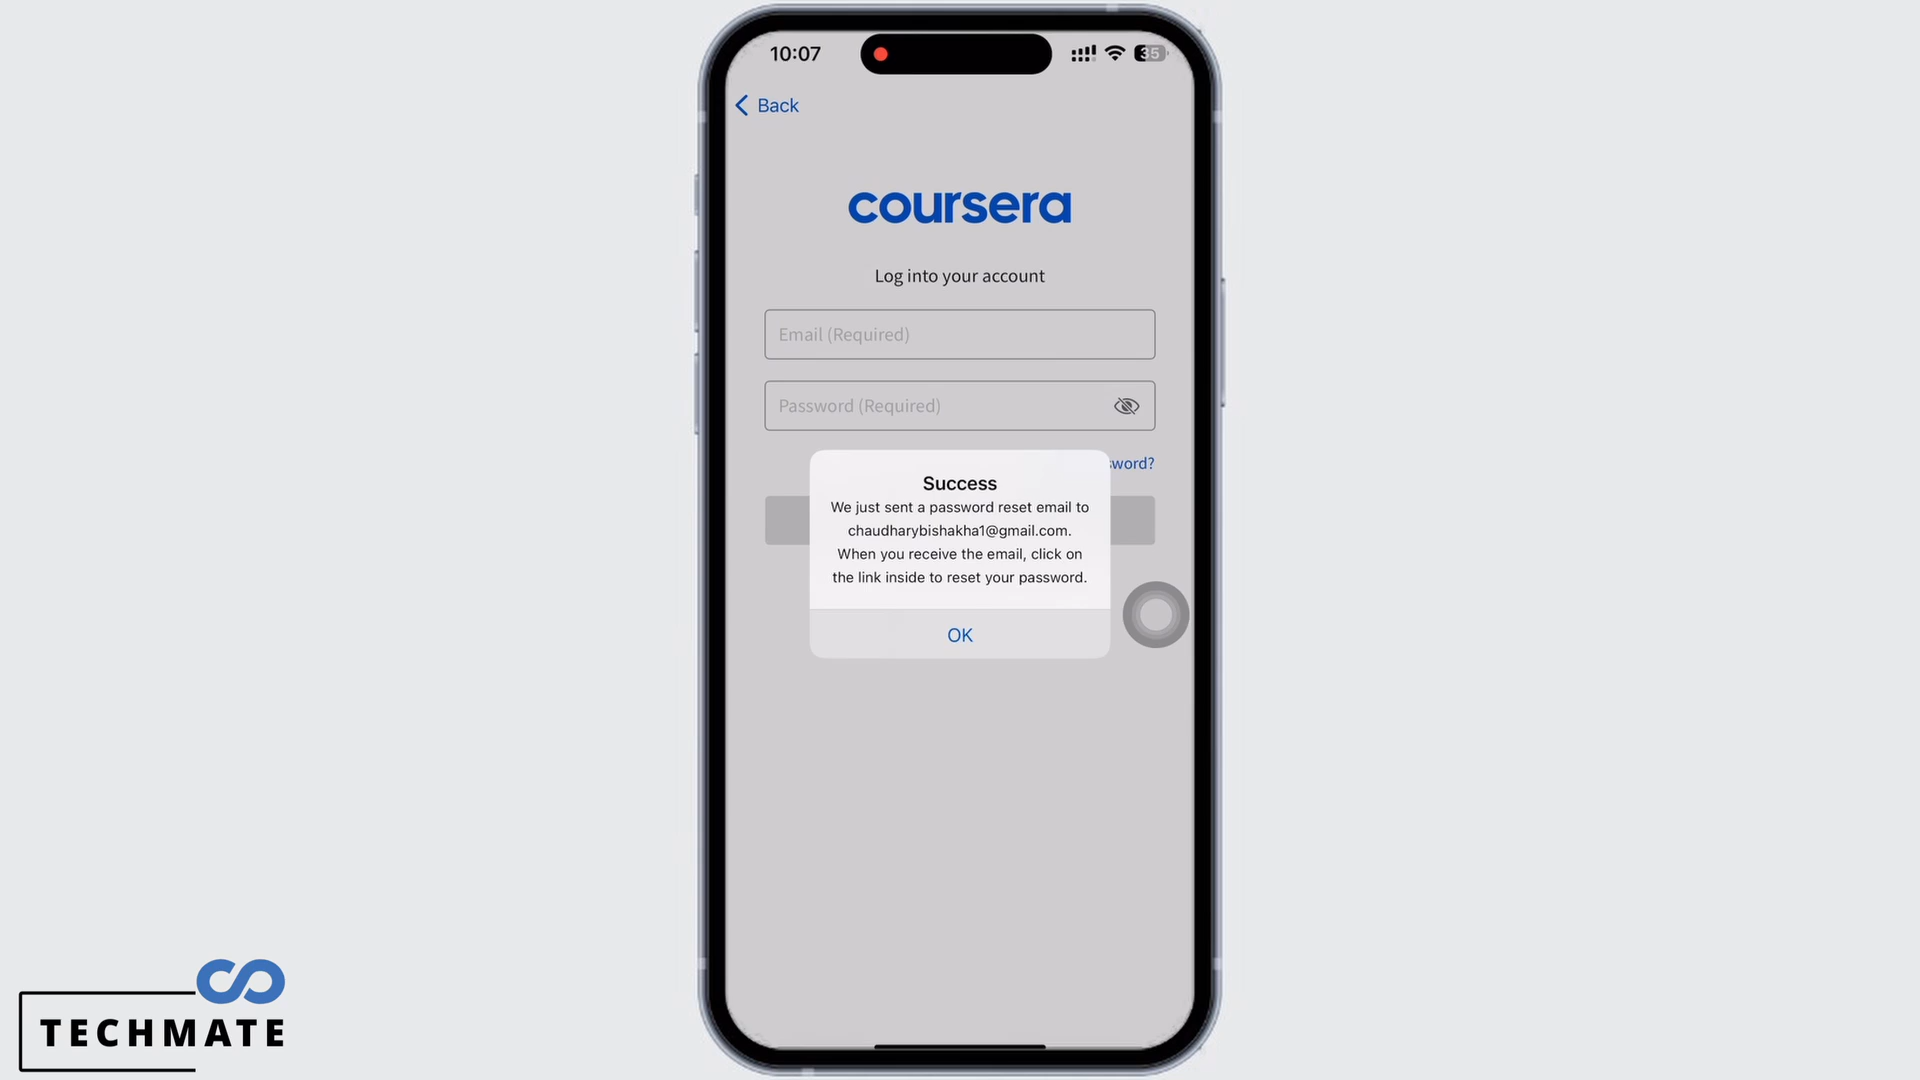 10:07
35
Back
coursera
Log into your account
Email (Required)
Password (Required)
sword?
Success
We just sent a password reset email to
chaudharybishakha1@gmail.com.
When you receive the email, click on
the link inside to reset your password.
OK
TECHMATE